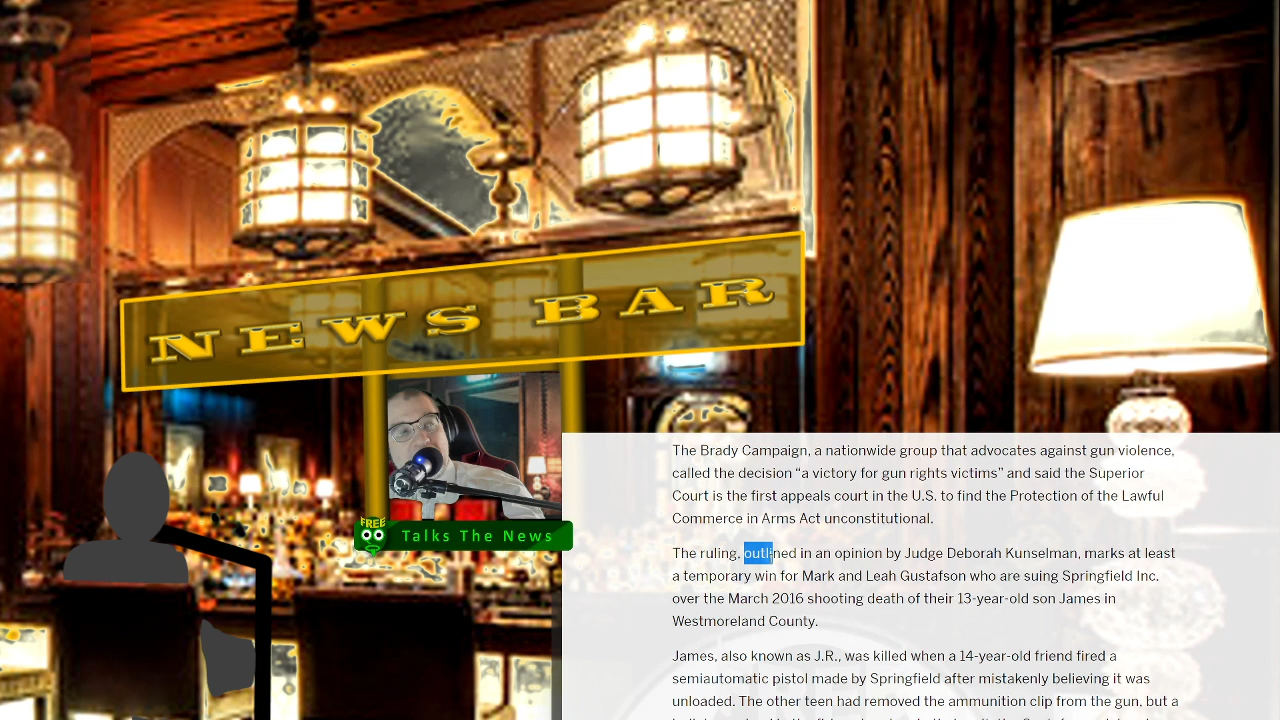 NEWS BAR
FREE
Talks The News
The Brady Campaign, a nationwide group that advocates against gun violence,
called the decision “a victory for gun rights victims” and said the Superior
Court is the first appeals court in the U.S. to find the Protection of the Lawful
Commerce in Arms Act unconstitutional.
The ruling, outlined in an opinion by Judge Deborah Kunselman, marks at least
a temporary win for Mark and Leah Gustafson who are suing Springfield Inc.
over the March 2016 shooting death of their 13-year-old son James in
Westmoreland County.
James, also known as J.R., was killed when a 14-year-old friend fired a
semiautomatic pistol made by Springfield after mistakenly believing it was
unloaded. The other teen had removed the ammunition clip from the gun, but a